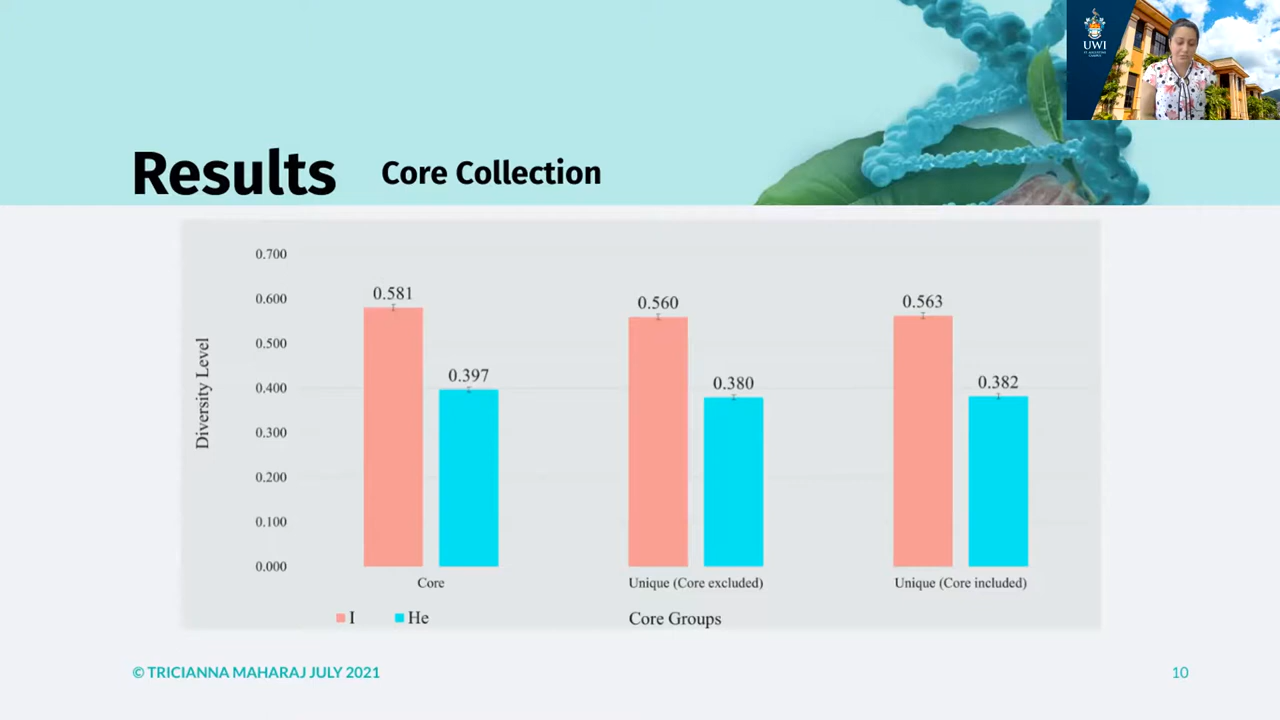 UWI
Results
Core Collection
0.700
0.600
0.500
0.400
0.300
0.200
0.100
0.000
Diversity Level
0.581
0.397
0.560
0.380
0.563
0.382
Core
Unique (Core excluded)
Unique (Core included)
I
He
Core Groups
© TRICIANNA MAHARAJ JULY 2021
10